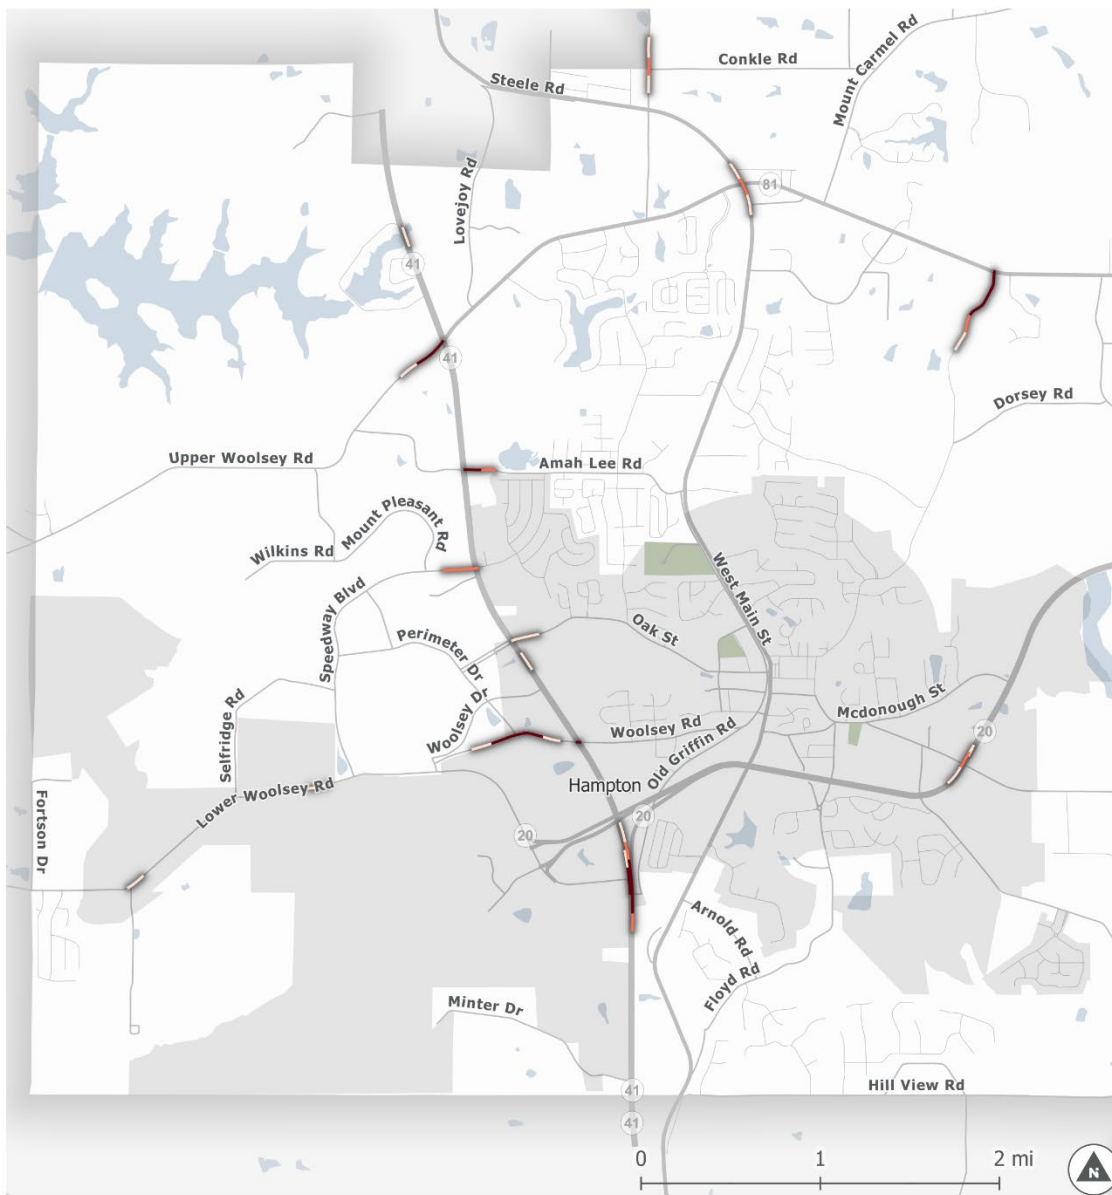 Conkle Rd
Mount Carmel Rd
Steele Rd
81
Lovejoy Rd
41
41
Dorsey Rd
Upper Woolsey Rd
Amah Lee Rd
Mount Pleasant Rd
Wilkins Rd
West Main St
Speedway Blvd
Oak St
Perimeter Dr
Mcdonough St
Selfridge Rd
Woolsey Dr
Woolsey Rd
Old Griffin Rd
20
Hampton
Lower Woolsey Rd
Fortson Dr
20
20
Arnold Rd
Floyd Rd
Minter Dr
Hill View Rd
41
41
0 1 2 mi
N